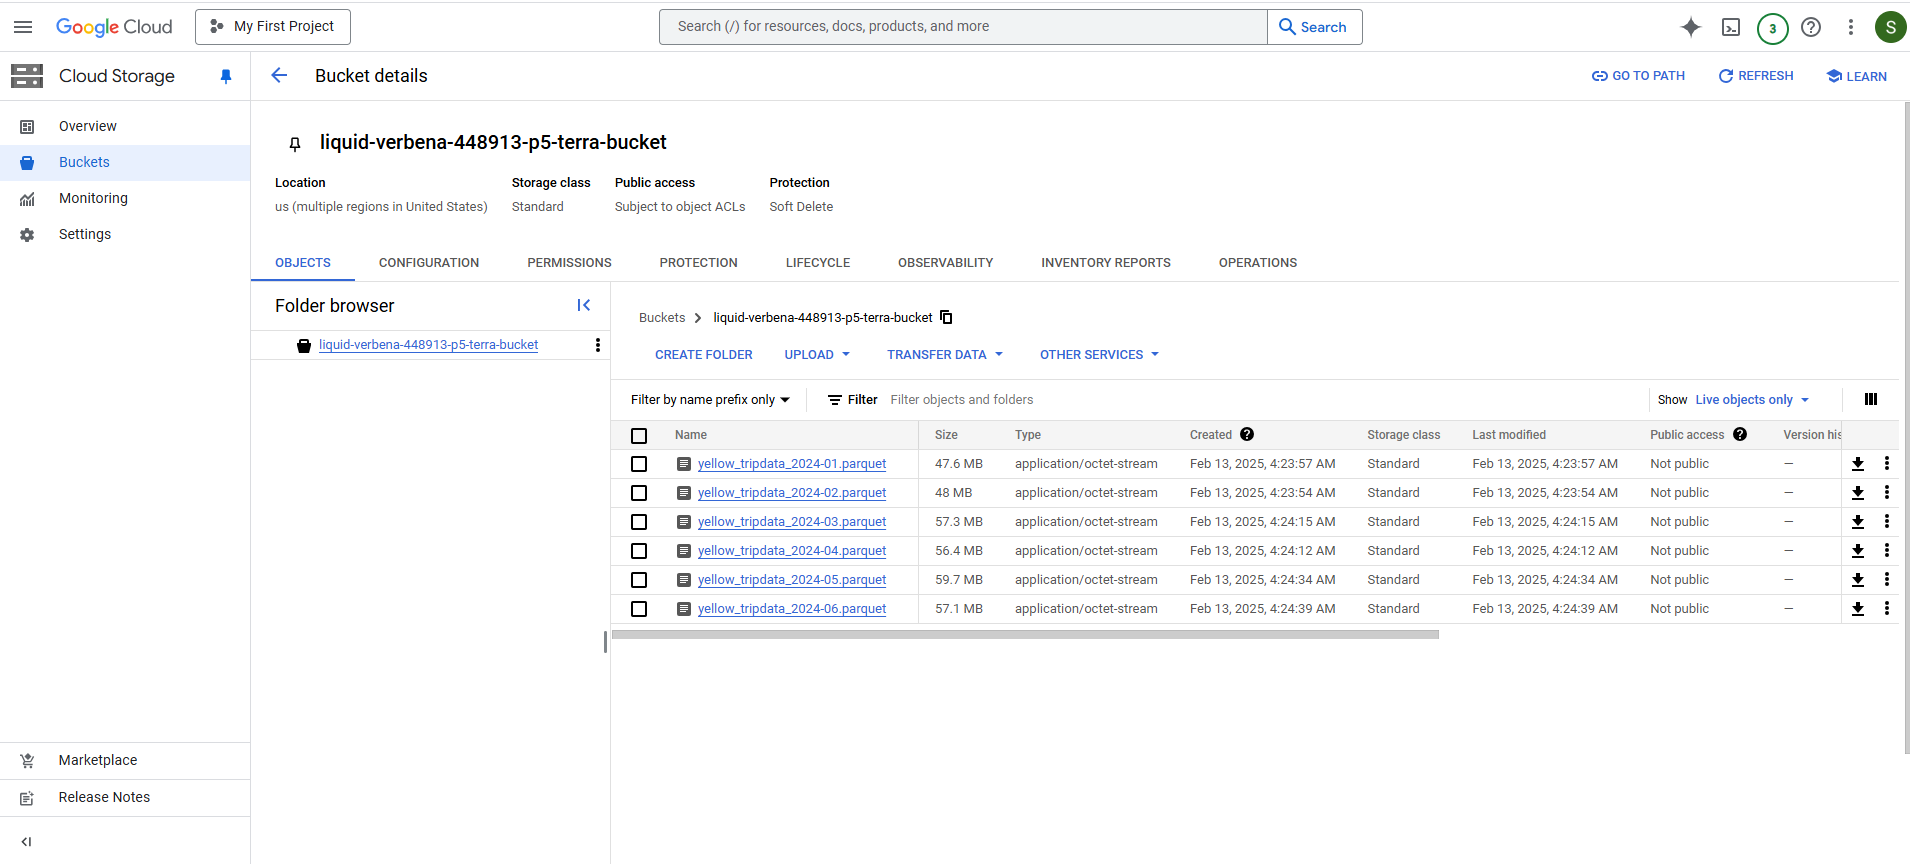 Google Cloud
My First Project
Search (/) for resources, docs, products, and more
Search
3
S
Cloud Storage
Bucket details
GO TO PATH
REFRESH
LEARN
Overview
Buckets
Monitoring
Settings
Marketplace
Release Notes
liquid-verbena-448913-p5-terra-bucket
Location Storage class Public access Protection
us (multiple regions in United States) Standard Subject to object ACLs Soft Delete
OBJECTS CONFIGURATION PERMISSIONS PROTECTION LIFECYCLE OBSERVABILITY INVENTORY REPORTS OPERATIONS
Folder browser
liquid-verbena-448913-p5-terra-bucket
Buckets > liquid-verbena-448913-p5-terra-bucket
CREATE FOLDER UPLOAD TRANSFER DATA OTHER SERVICES
Filter by name prefix only Filter Filter objects and folders Show Live objects only
Name Size Type Created Storage class Last modified Public access Version his
yellow_tripdata_2024-01.parquet 47.6 MB application/octet-stream Feb 13, 2025, 4:23:57 AM Standard Feb 13, 2025, 4:23:57 AM Not public —
yellow_tripdata_2024-02.parquet 48 MB application/octet-stream Feb 13, 2025, 4:23:54 AM Standard Feb 13, 2025, 4:23:54 AM Not public —
yellow_tripdata_2024-03.parquet 57.3 MB application/octet-stream Feb 13, 2025, 4:24:15 AM Standard Feb 13, 2025, 4:24:15 AM Not public —
yellow_tripdata_2024-04.parquet 56.4 MB application/octet-stream Feb 13, 2025, 4:24:12 AM Standard Feb 13, 2025, 4:24:12 AM Not public —
yellow_tripdata_2024-05.parquet 59.7 MB application/octet-stream Feb 13, 2025, 4:24:34 AM Standard Feb 13, 2025, 4:24:34 AM Not public —
yellow_tripdata_2024-06.parquet 57.1 MB application/octet-stream Feb 13, 2025, 4:24:39 AM Standard Feb 13, 2025, 4:24:39 AM Not public —